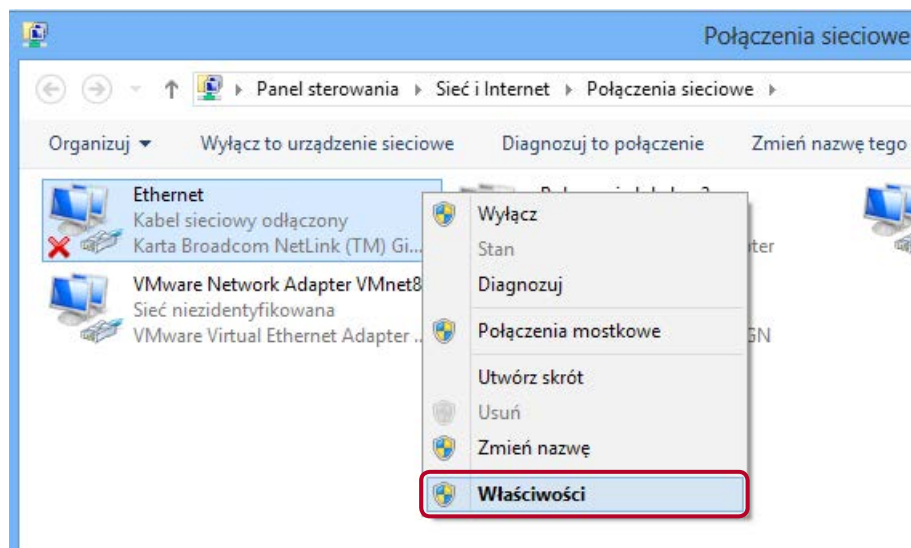 Połączenia sieciowe
Panel sterowania Sieć i Internet Połączenia sieciowe
Organizuj Wyłącz to urządzenie sieciowe Diagnozuj to połączenie Zmień nazwę tego
Ethernet
Kabel sieciowy odłączony
Karta Broadcom NetLink (TM) Gi...
VMware Network Adapter VMnet8
Sieć niezidentyfikowana
VMware Virtual Ethernet Adapter ..
Wyłącz
Stan
Diagnozuj
Połączenia mostkowe
Utwórz skrót
Usuń
Zmień nazwę
Właściwości